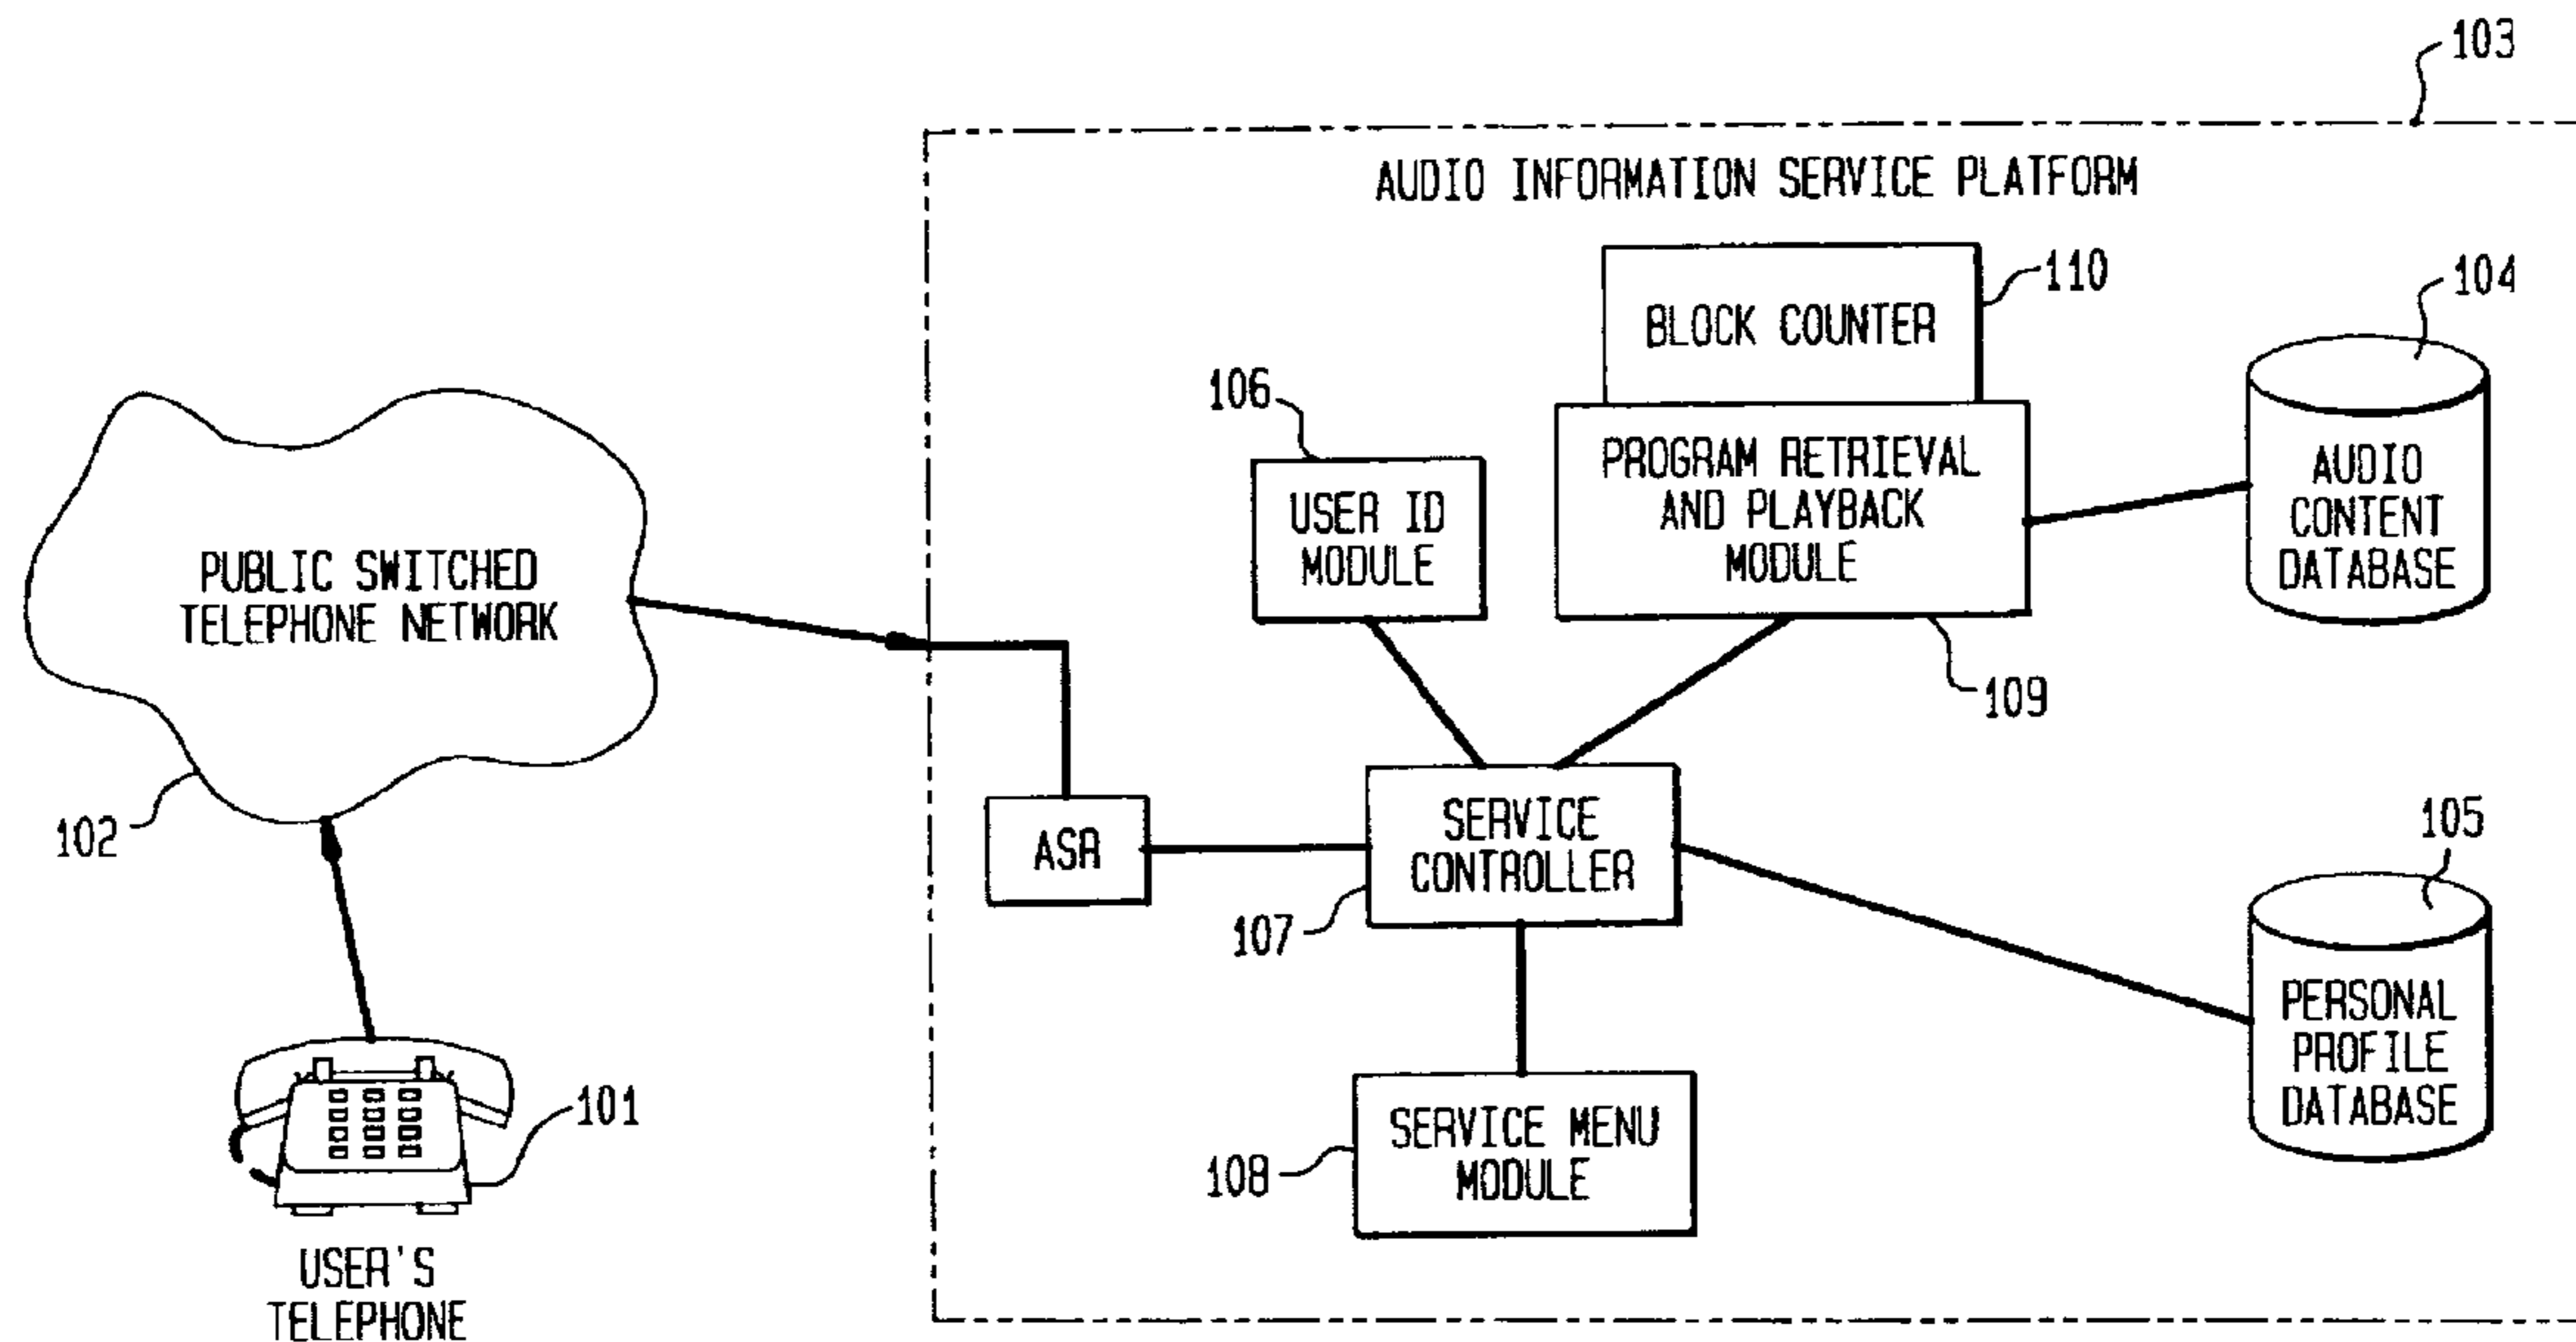 103
AUDIO INFORMATION SERVICE PLATFORM
110
BLOCK COUNTER
104
106
PROGRAM RETRIEVAL
AND PLAYBACK
MODULE
USER ID
MODULE
AUDIO
CONTENT
DATABASE
PUBLIC SWITCHED
TELEPHONE NETWORK
109
102
ASR
SERVICE
CONTROLLER
107
105
PERSONAL
PROFILE
DATABASE
101
108
SERVICE MENU
MODULE
USER'S
TELEPHONE